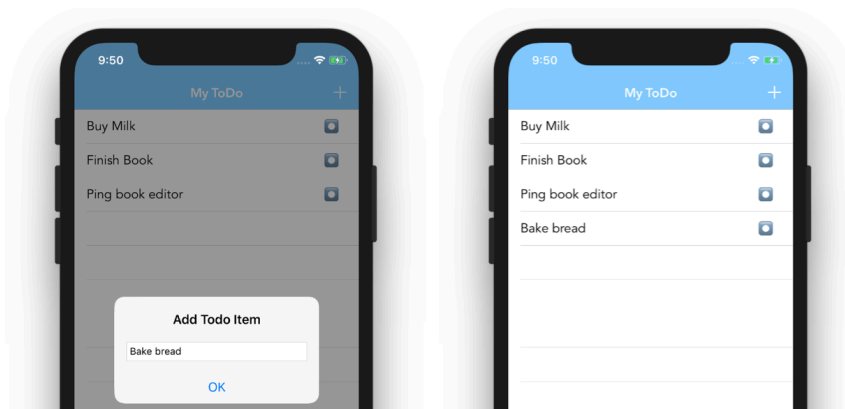 9:50
My ToDo
Buy Milk
Finish Book
Ping book editor
Add Todo Item
Bake bread
OK
9:50
My ToDo
Buy Milk
Finish Book
Ping book editor
Bake bread